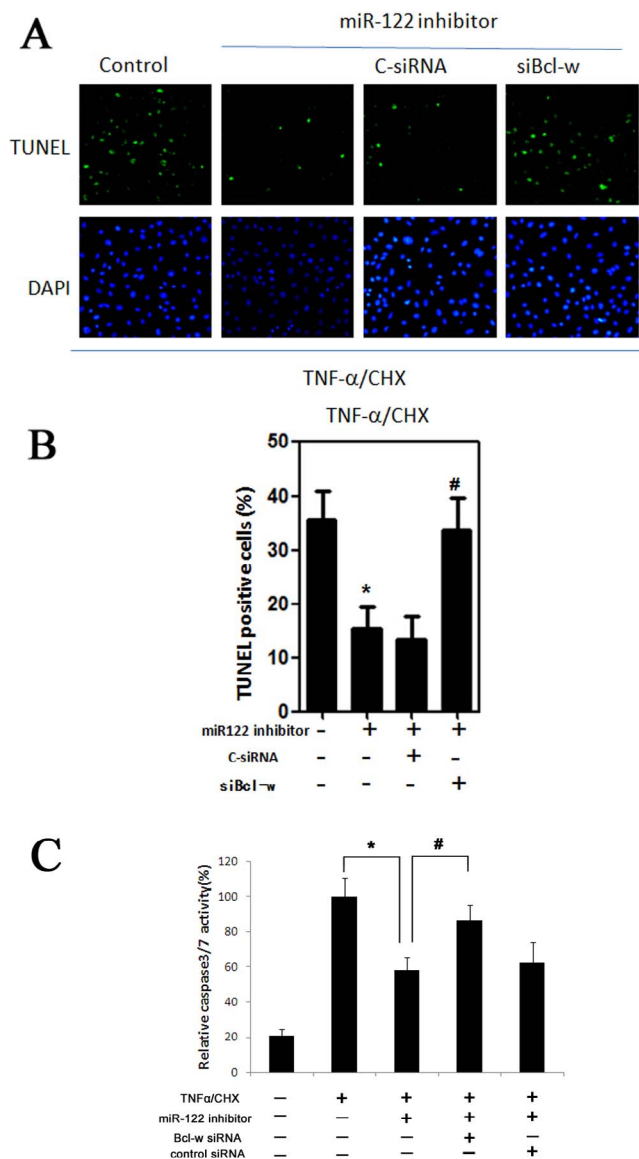 A
miR-122 inhibitor
Control C-siRNA siBcl-w
TUNEL
DAPI
TNF-α/CHX
B
TNF-α/CHX
50
40
30
20
10
0
TUNEL positive cells (%)
* #
miR122 inhibitor - + + +
C-siRNA - - + -
siBcl-w - - - +
C
120
100
80
60
40
20
0
Relative caspase3/7 activity(%)
* #
TNFα/CHX — + + + +
miR-122 inhibitor — — + + +
Bcl-w siRNA — — — + —
control siRNA — — — — +